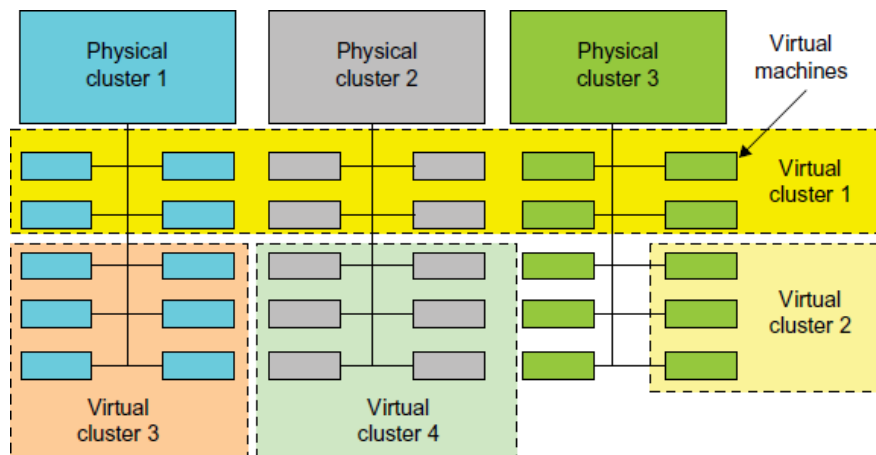 Physical
cluster 1
Physical
cluster 2
Physical
cluster 3
Virtual
machines
Virtual
cluster 1
Virtual
cluster 2
Virtual
cluster 3
Virtual
cluster 4